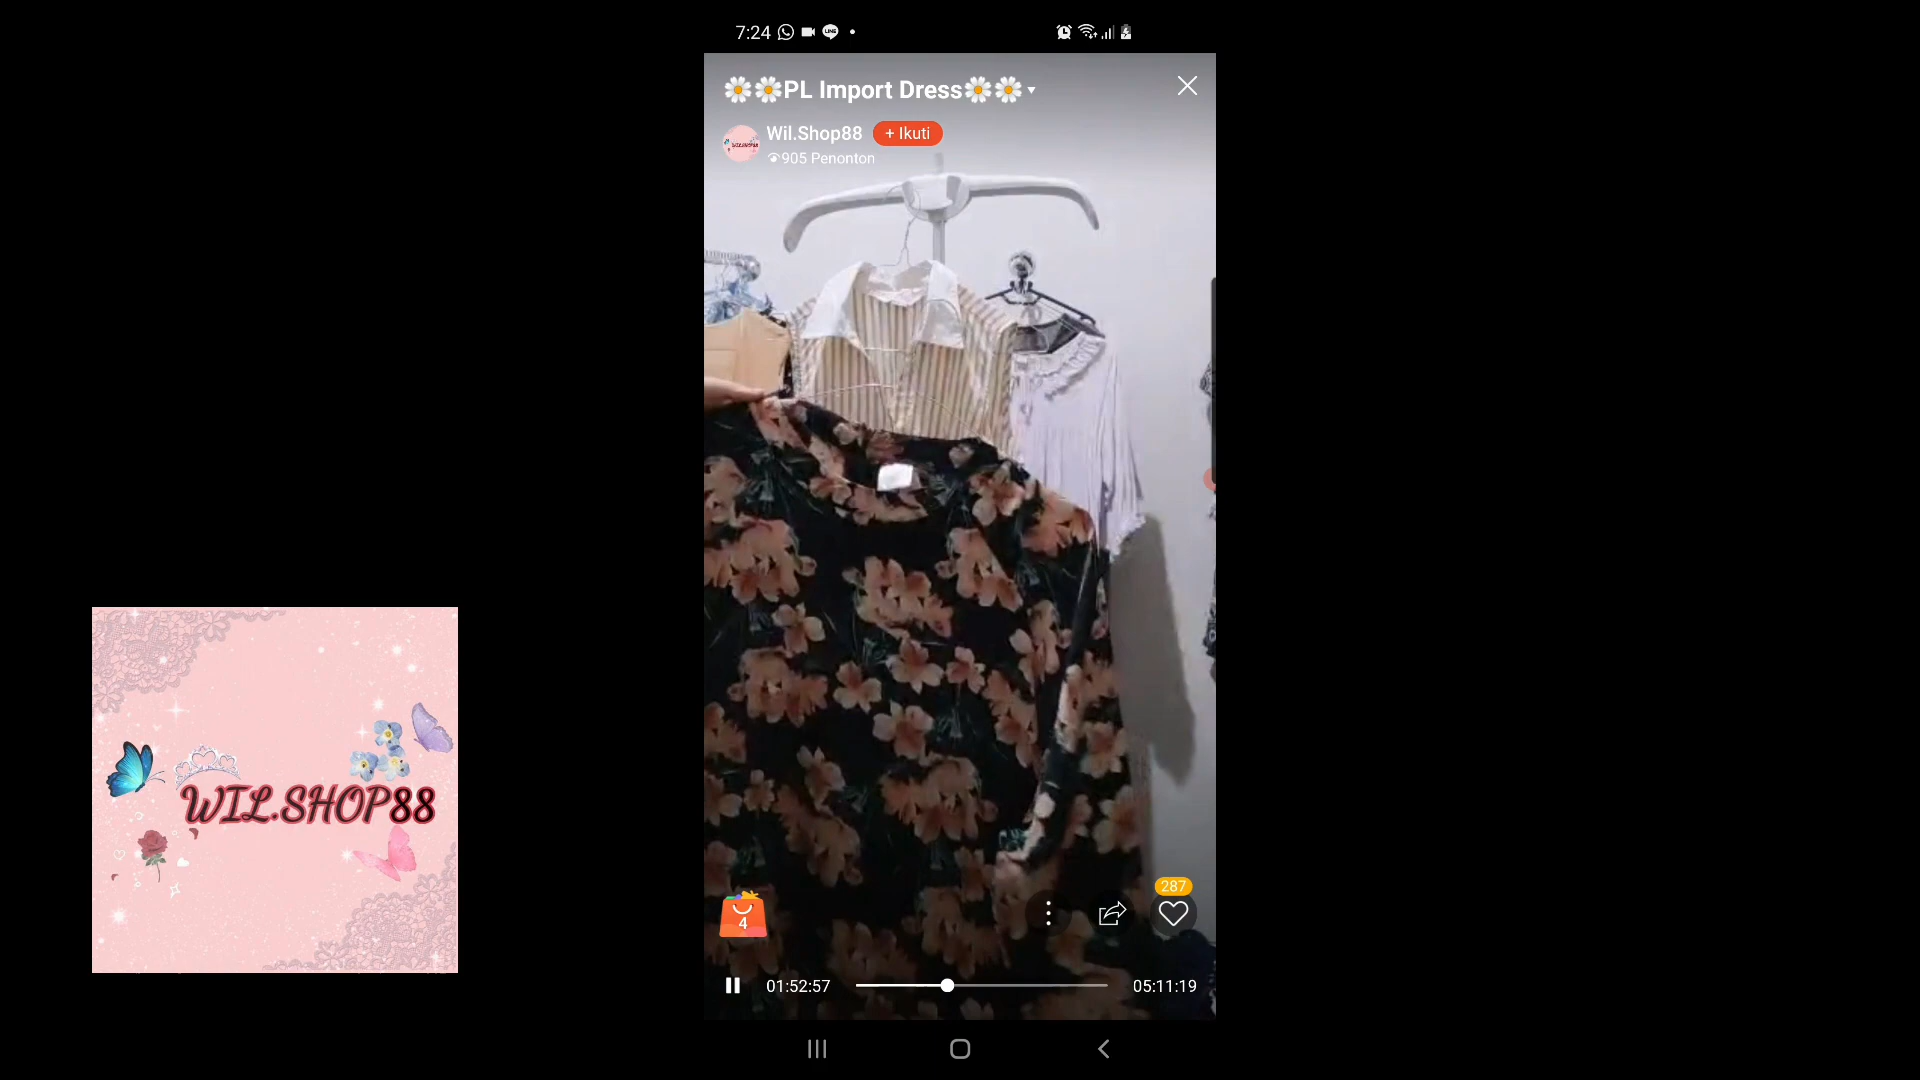 7:24
PL Import Dress
Wil.Shop88 + Ikuti
905 Penonton
WIL.SHOP88
287
4
01:52:57 05:11:19